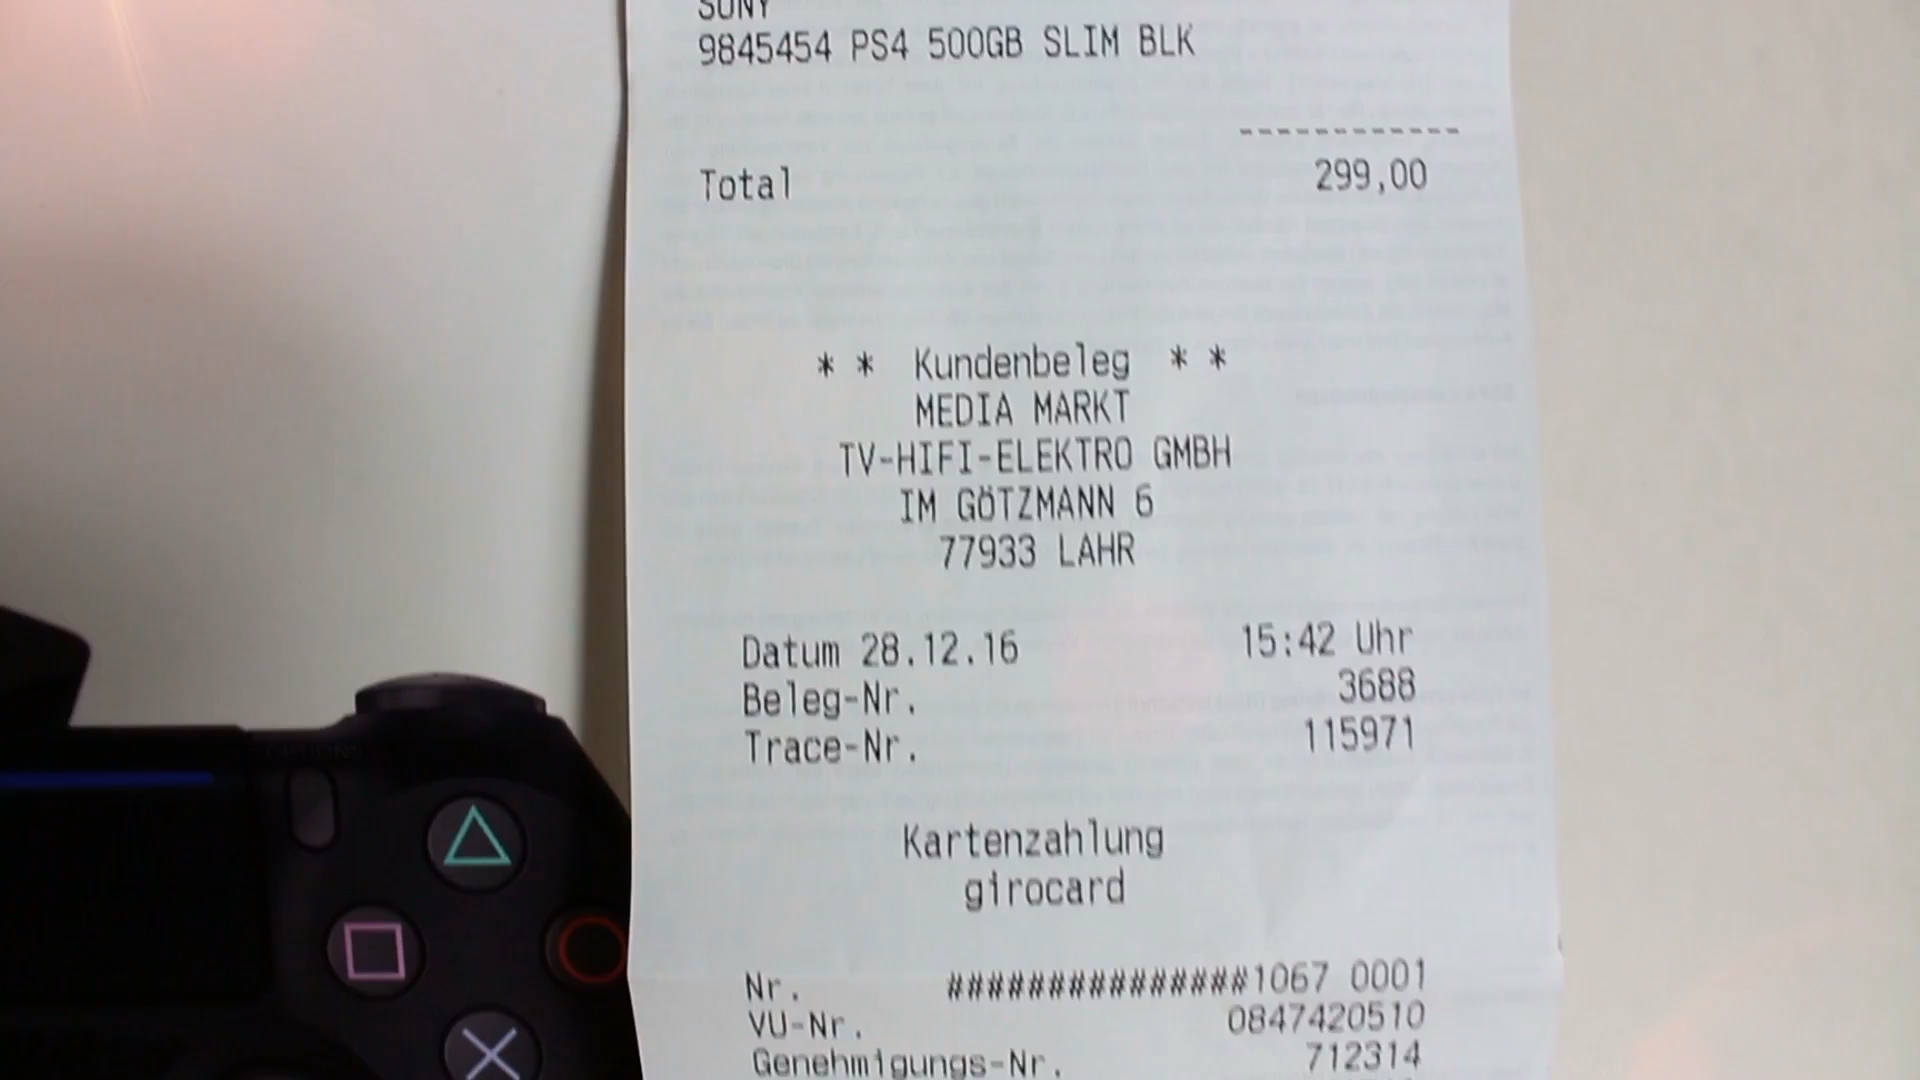 SONY
9845454 PS4 500GB SLIM BLK
------------
Total 299,00
* * Kundenbeleg * *
MEDIA MARKT
TV-HIFI-ELEKTRO GMBH
IM GÖTZMANN 6
77933 LAHR
Datum 28.12.16 15:42 Uhr
Beleg-Nr. 3688
Trace-Nr. 115971
Kartenzahlung
girocard
Nr. ###############1067 0001
VU-Nr. 0847420510
Genehmigungs-Nr. 712314
OPTIONS